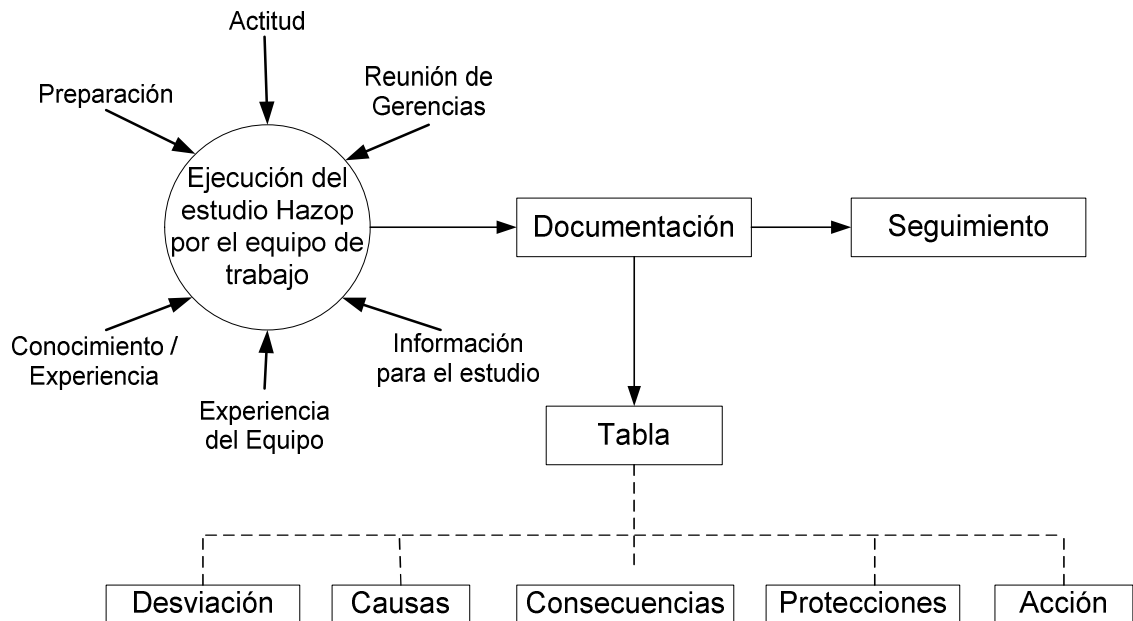 Actitud
Preparación
Reunión de
Gerencias
Ejecución del
estudio Hazop
por el equipo de
trabajo
Documentación
Seguimiento
Conocimiento /
Experiencia
Experiencia
del Equipo
Información
para el estudio
Tabla
Desviación
Causas
Consecuencias
Protecciones
Acción